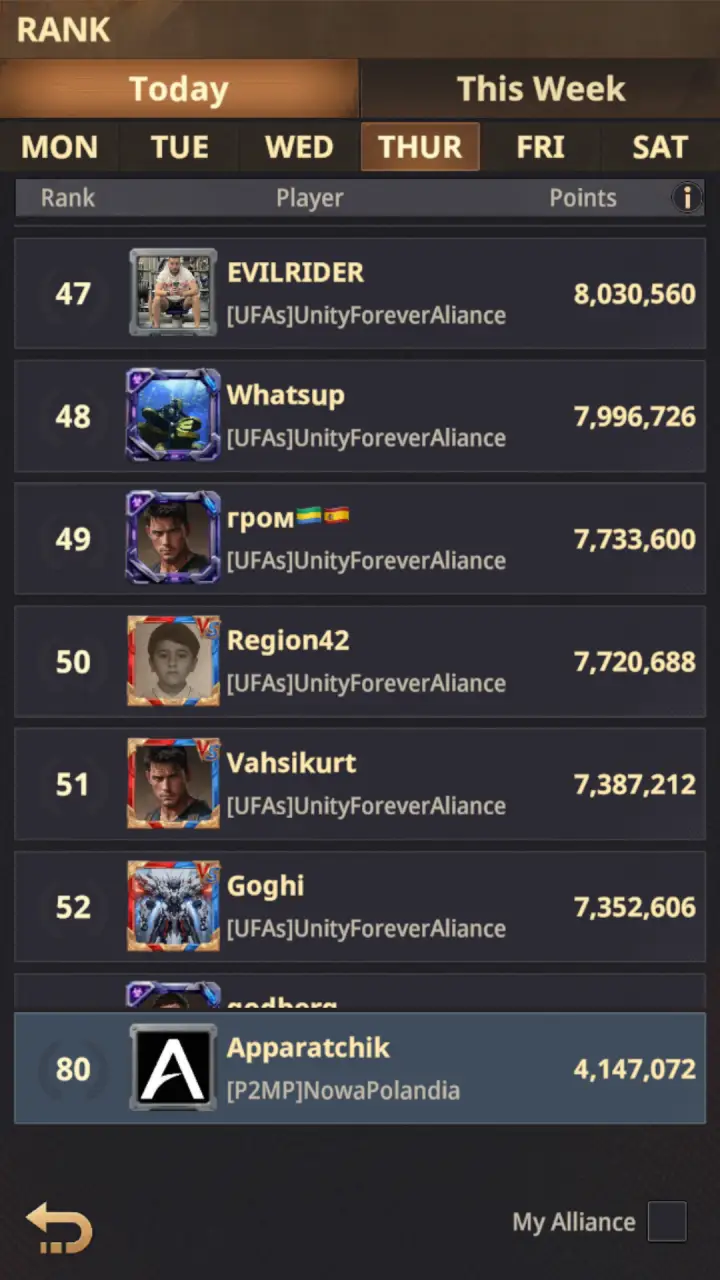 RANK
Today
This Week
MON TUE WED THUR FRI SAT
Rank Player Points
47 EVILRIDER 8,030,560
[UFAs]UnityForeverAliance
48 Whatsup 7,996,726
[UFAs]UnityForeverAliance
49 гром 7,733,600
[UFAs]UnityForeverAliance
50 Region42 7,720,688
[UFAs]UnityForeverAliance
51 Vahsikurt 7,387,212
[UFAs]UnityForeverAliance
52 Goghi 7,352,606
[UFAs]UnityForeverAliance
80 Apparatchik 4,147,072
[P2MP]NowaPolandia
My Alliance